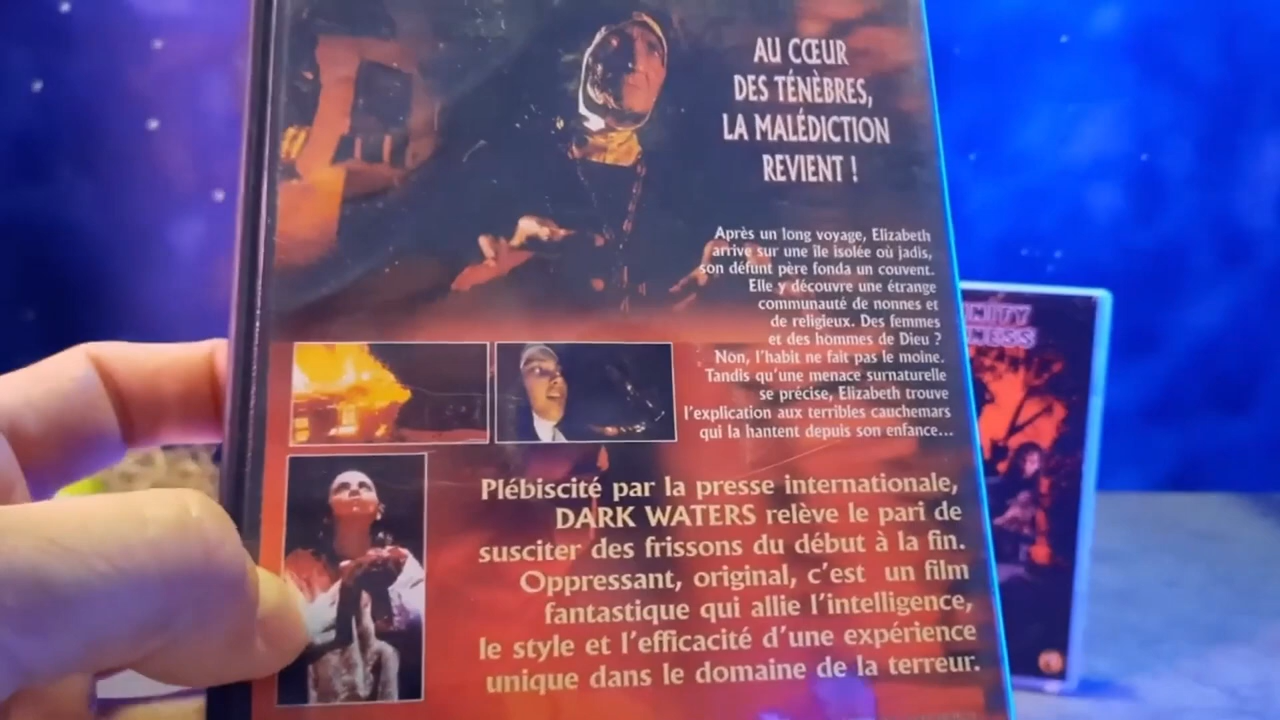 AU CŒUR
DES TÉNÈBRES,
LA MALÉDICTION
REVIENT !
Après un long voyage, Elizabeth
arrive sur une île isolée où jadis,
son défunt père fonda un couvent.
Elle y découvre une étrange
communauté de nonnes et
de religieux. Des femmes
et des hommes de Dieu ?
Non, l'habit ne fait pas le moine.
Tandis qu'une menace surnaturelle
se précise, Elizabeth trouve
l'explication aux terribles cauchemars
qui la hantent depuis son enfance...
Plébiscité par la presse internationale,
DARK WATERS relève le pari de
susciter des frissons du début à la fin.
Oppressant, original, c'est un film
fantastique qui allie l'intelligence,
le style et l'efficacité d'une expérience
unique dans le domaine de la terreur.